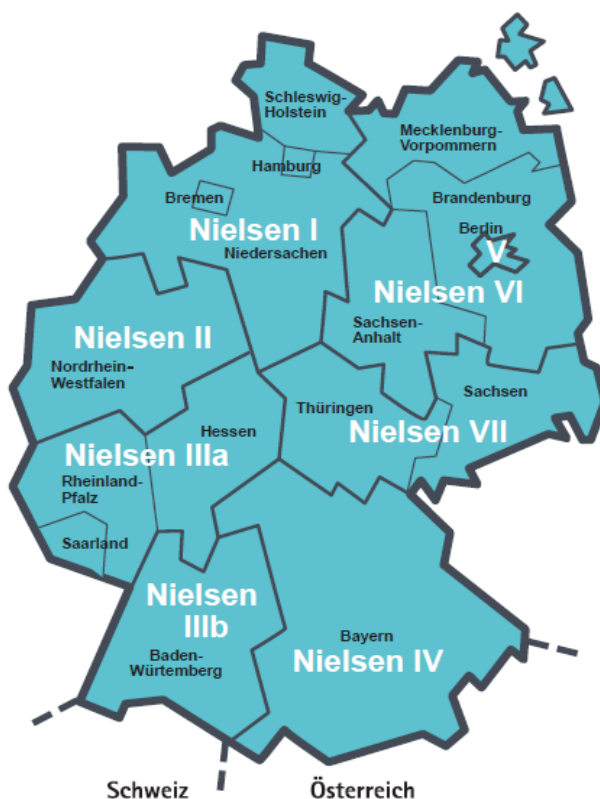 Schleswig-
Holstein
Mecklenburg-
Vorpommern
Hamburg
Bremen
Brandenburg
Berlin
Nielsen I
V
Niedersachen
Nielsen VI
Nielsen II
Sachsen-
Anhalt
Nordrhein-
Westfalen
Sachsen
Thüringen
Hessen
Nielsen VII
Nielsen IIIa
Rheinland-
Pfalz
Saarland
Nielsen
IIIb
Bayern
Nielsen IV
Baden-
Würtemberg
Schweiz
Österreich